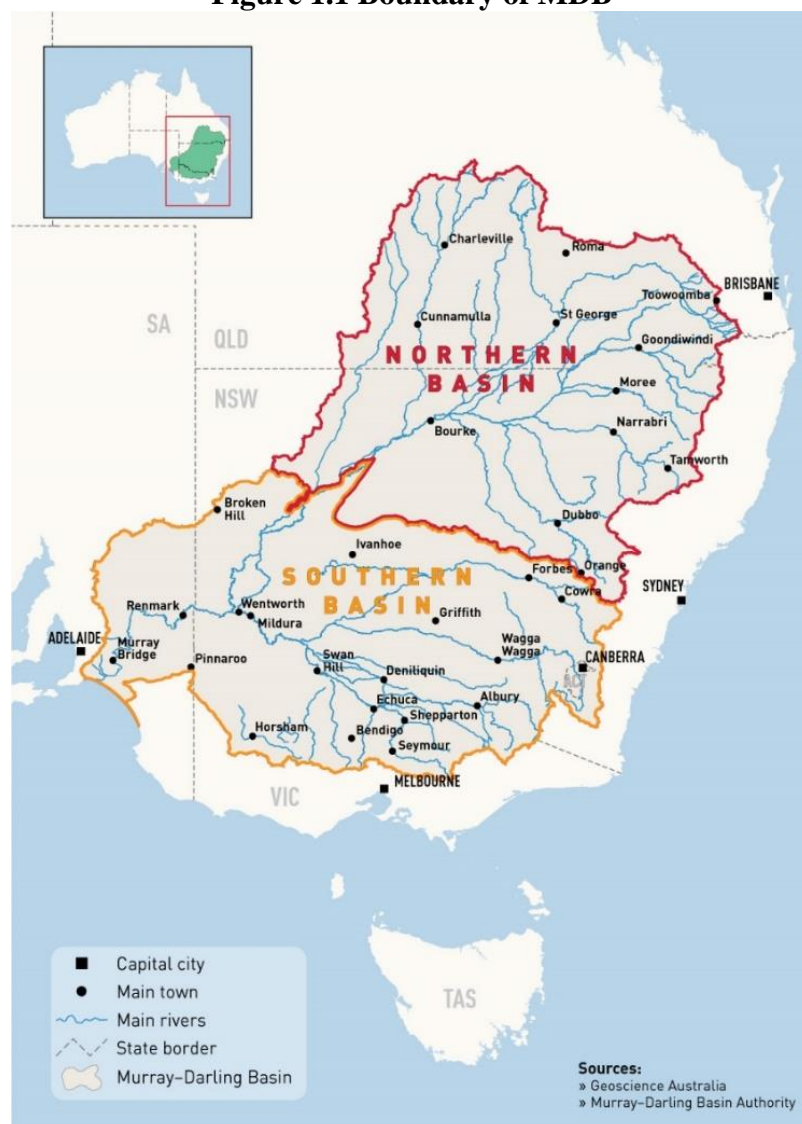 Figure 1.1 Boundary of MDB
Charleville
Roma
BRISBANE
Toowoomba
SA
QLD
Cunnamulla
St George
Goondiwindi
NORTHERN
BASIN
NSW
Moree
Bourke
Narrabri
Tamworth
Broken
Hill
Dubbo
Ivanhoe
Orange
Forbes
SOUTHERN
BASIN
Cowra
SYDNEY
Renmark
Wentworth
Mildura
Griffith
ADELAIDE
Murray
Bridge
Pinnaroo
Swan
Hill
Wagga
Wagga
CANBERRA
ACT
Deniliquin
Echuca
Albury
Shepparton
Horsham
Bendigo
Seymour
VIC
MELBOURNE
TAS
Capital city
Main town
Main rivers
State border
Murray–Darling Basin
Sources:
» Geoscience Australia
» Murray–Darling Basin Authority